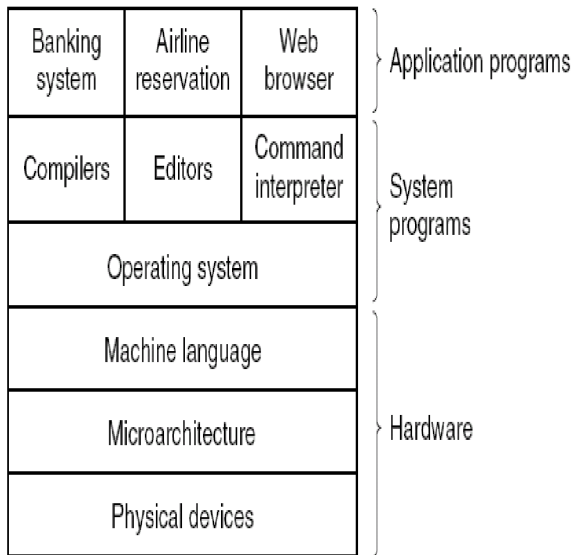 Banking system
Airline reservation
Web browser
Application programs
Compilers
Editors
Command interpreter
System programs
Operating system
Machine language
Microarchitecture
Hardware
Physical devices